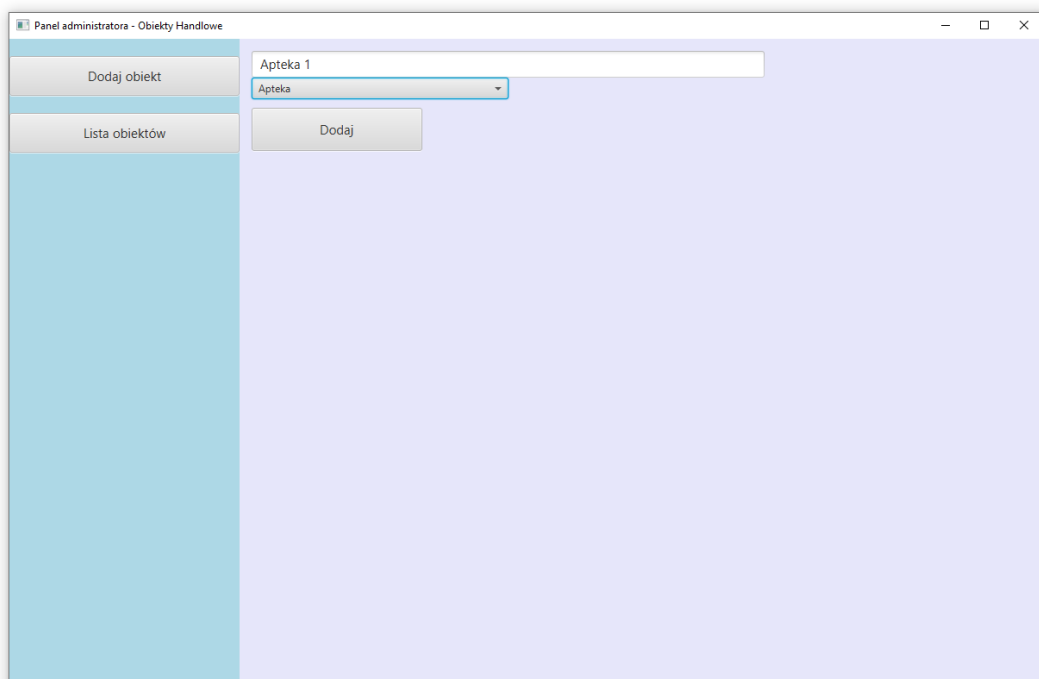 Panel administratora - Obiekty Handlowe
Dodaj obiekt
Lista obiektów
Apteka 1
Apteka
Dodaj